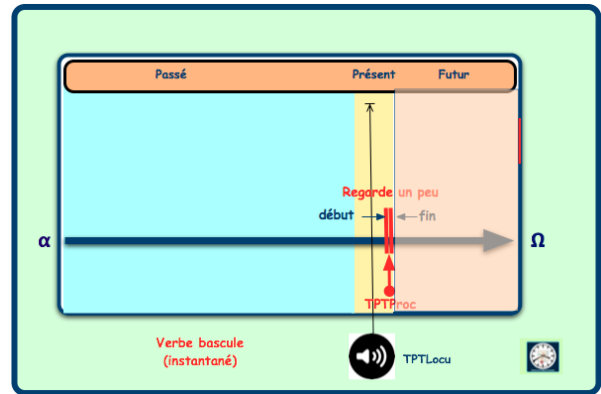 Passé Présent Futur
Regarde un peu
début fin
α Ω
TPTProc
Verbe bascule
(instantané)
TPTLocu